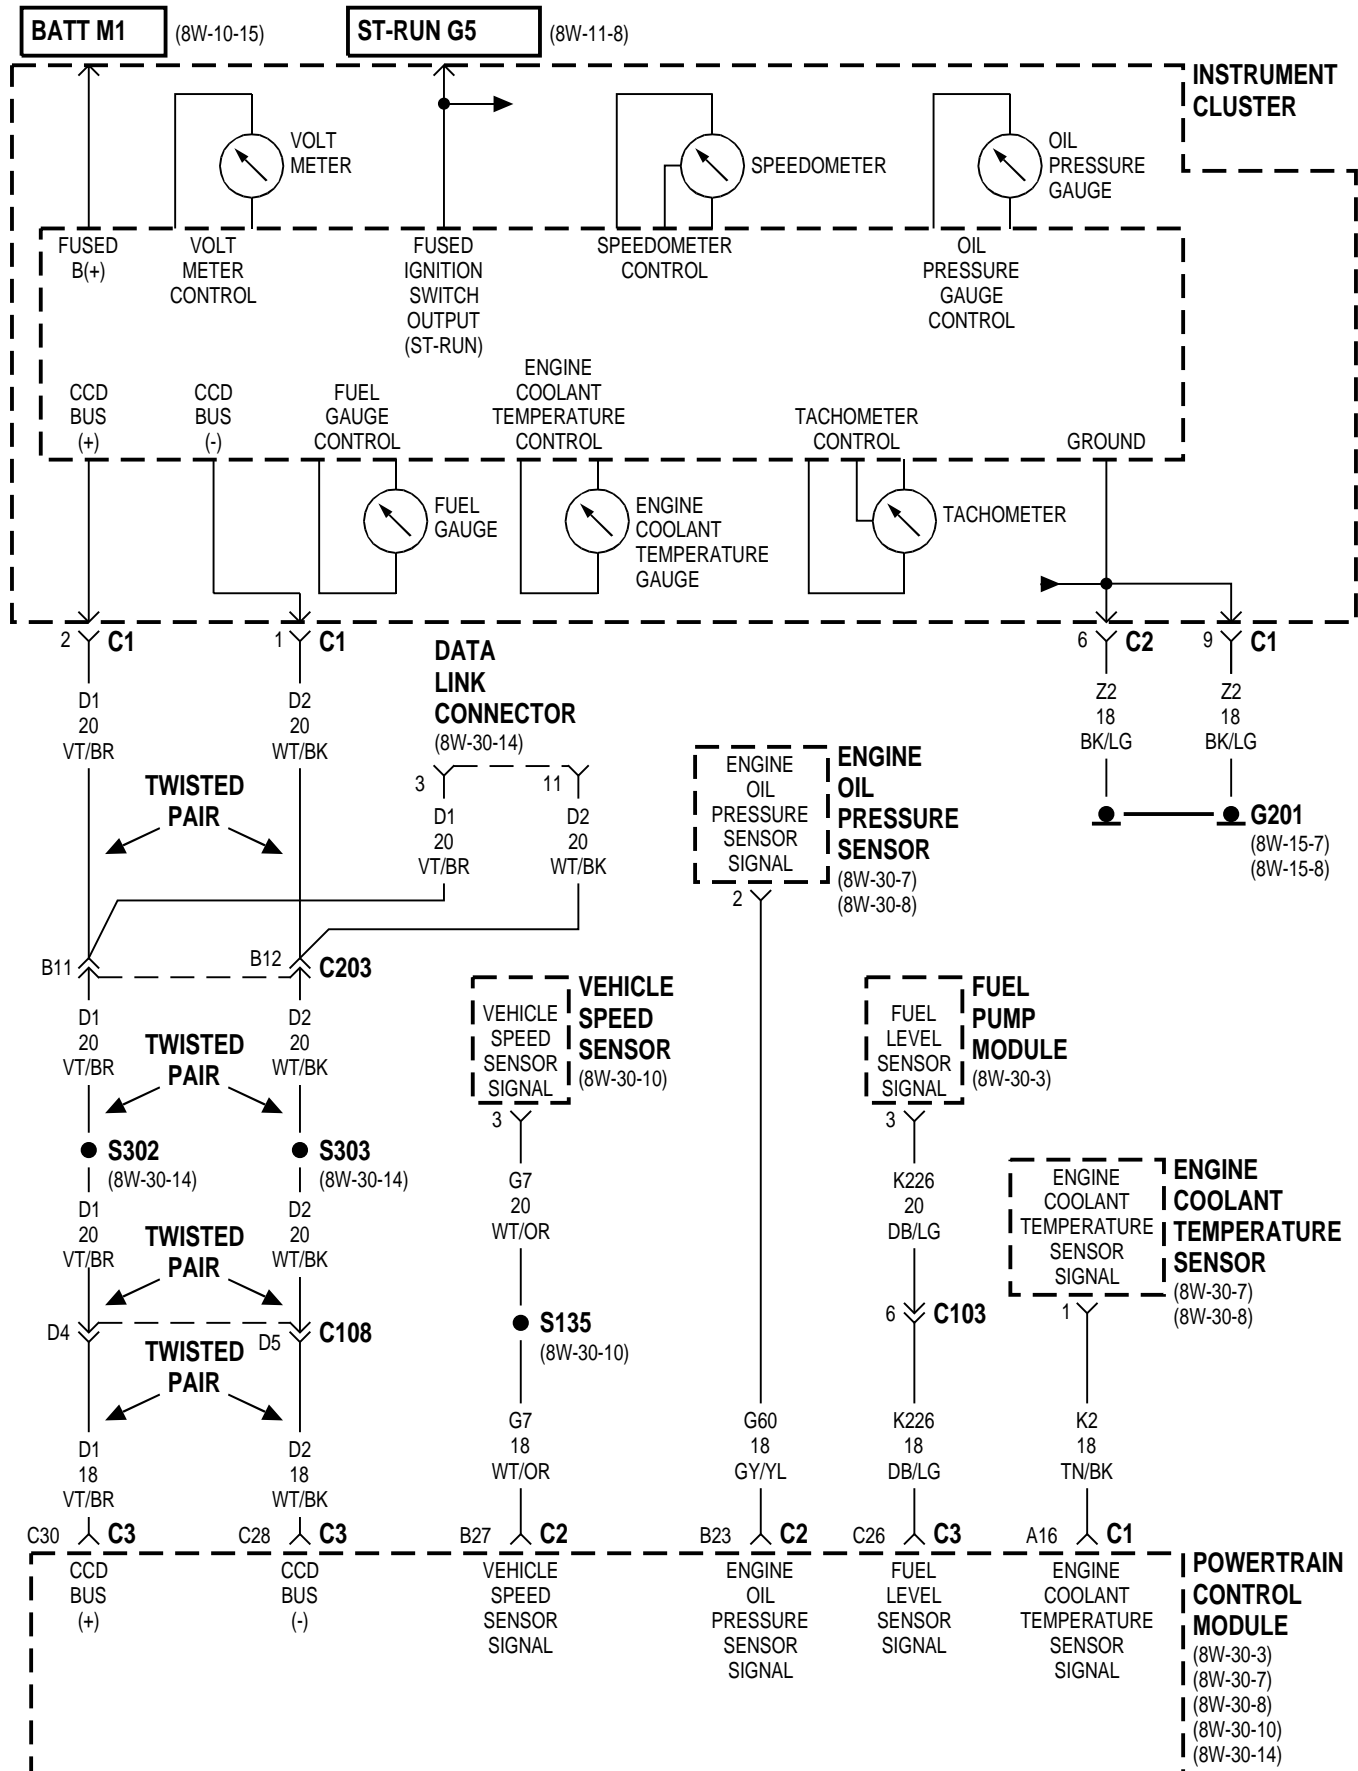 BATT M1
(8W-10-15)
ST-RUN G5
(8W-11-8)
INSTRUMENT
CLUSTER
VOLT
METER
SPEEDOMETER
OIL
PRESSURE
GAUGE
FUSED
B(+)
VOLT
METER
CONTROL
FUSED
IGNITION
SWITCH
OUTPUT
(ST-RUN)
SPEEDOMETER
CONTROL
OIL
PRESSURE
GAUGE
CONTROL
CCD
BUS
(+)
CCD
BUS
(-)
FUEL
GAUGE
CONTROL
ENGINE
COOLANT
TEMPERATURE
CONTROL
TACHOMETER
CONTROL
GROUND
FUEL
GAUGE
ENGINE
COOLANT
TEMPERATURE
GAUGE
TACHOMETER
2
C1
1
C1
6
C2
9
C1
D1
20
VT/BR
D2
20
WT/BK
DATA
LINK
CONNECTOR
(8W-30-14)
3
11
D1
20
VT/BR
D2
20
WT/BK
Z2
18
BK/LG
Z2
18
BK/LG
G201
(8W-15-7)
(8W-15-8)
TWISTED
PAIR
ENGINE
OIL
PRESSURE
SENSOR
SIGNAL
ENGINE
OIL
PRESSURE
SENSOR
(8W-30-7)
(8W-30-8)
2
B11
B12
C203
D1
20
VT/BR
D2
20
WT/BK
TWISTED
PAIR
VEHICLE
SPEED
SENSOR
SIGNAL
VEHICLE
SPEED
SENSOR
(8W-30-10)
3
FUEL
LEVEL
SENSOR
SIGNAL
FUEL
PUMP
MODULE
(8W-30-3)
3
S302
(8W-30-14)
S303
(8W-30-14)
D1
20
VT/BR
D2
20
WT/BK
TWISTED
PAIR
G7
20
WT/OR
K226
20
DB/LG
ENGINE
COOLANT
TEMPERATURE
SENSOR
SIGNAL
ENGINE
COOLANT
TEMPERATURE
SENSOR
(8W-30-7)
(8W-30-8)
1
D4
D5
C108
S135
(8W-30-10)
6
C103
TWISTED
PAIR
D1
18
VT/BR
D2
18
WT/BK
G7
18
WT/OR
G60
18
GY/YL
K226
18
DB/LG
K2
18
TN/BK
C30
C3
C28
C3
B27
C2
B23
C2
C26
C3
A16
C1
CCD
BUS
(+)
CCD
BUS
(-)
VEHICLE
SPEED
SENSOR
SIGNAL
ENGINE
OIL
PRESSURE
SENSOR
SIGNAL
FUEL
LEVEL
SENSOR
SIGNAL
ENGINE
COOLANT
TEMPERATURE
SENSOR
SIGNAL
POWERTRAIN
CONTROL
MODULE
(8W-30-3)
(8W-30-7)
(8W-30-8)
(8W-30-10)
(8W-30-14)